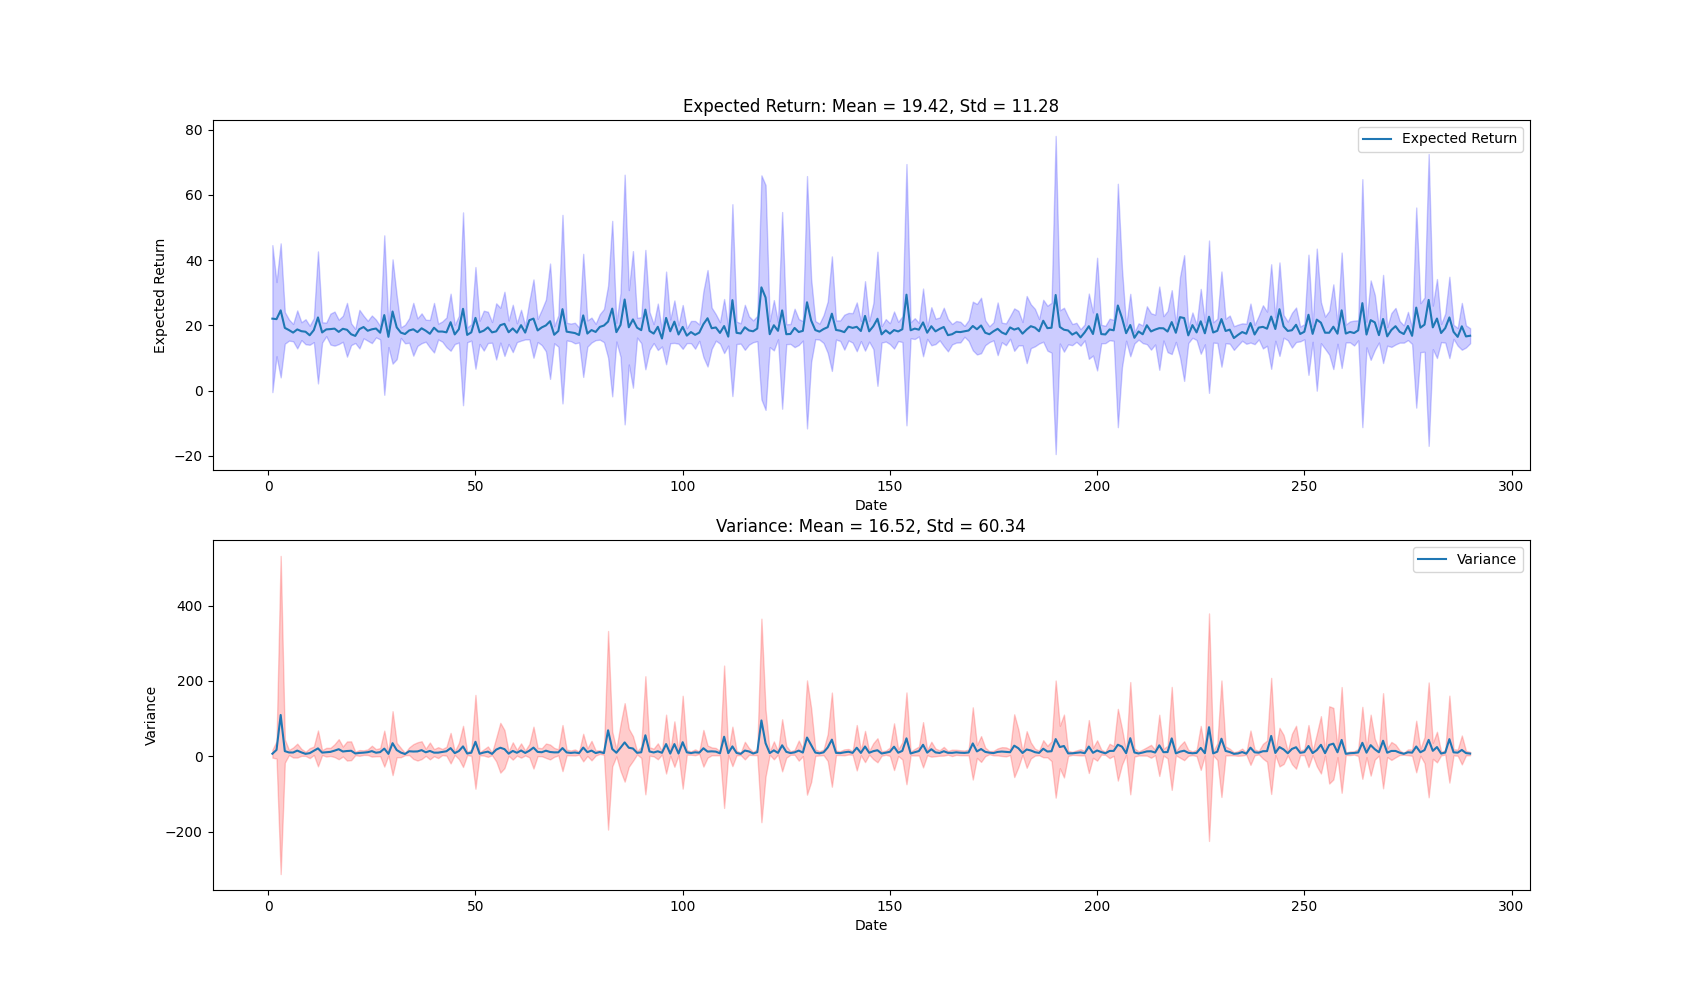 Expected Return: Mean = 19.42, Std = 11.28
80
60
40
20
0
−20
Expected Return
Expected Return
0 50 100 150 200 250 300
Date
Variance: Mean = 16.52, Std = 60.34
400
200
0
−200
Variance
Variance
0 50 100 150 200 250 300
Date